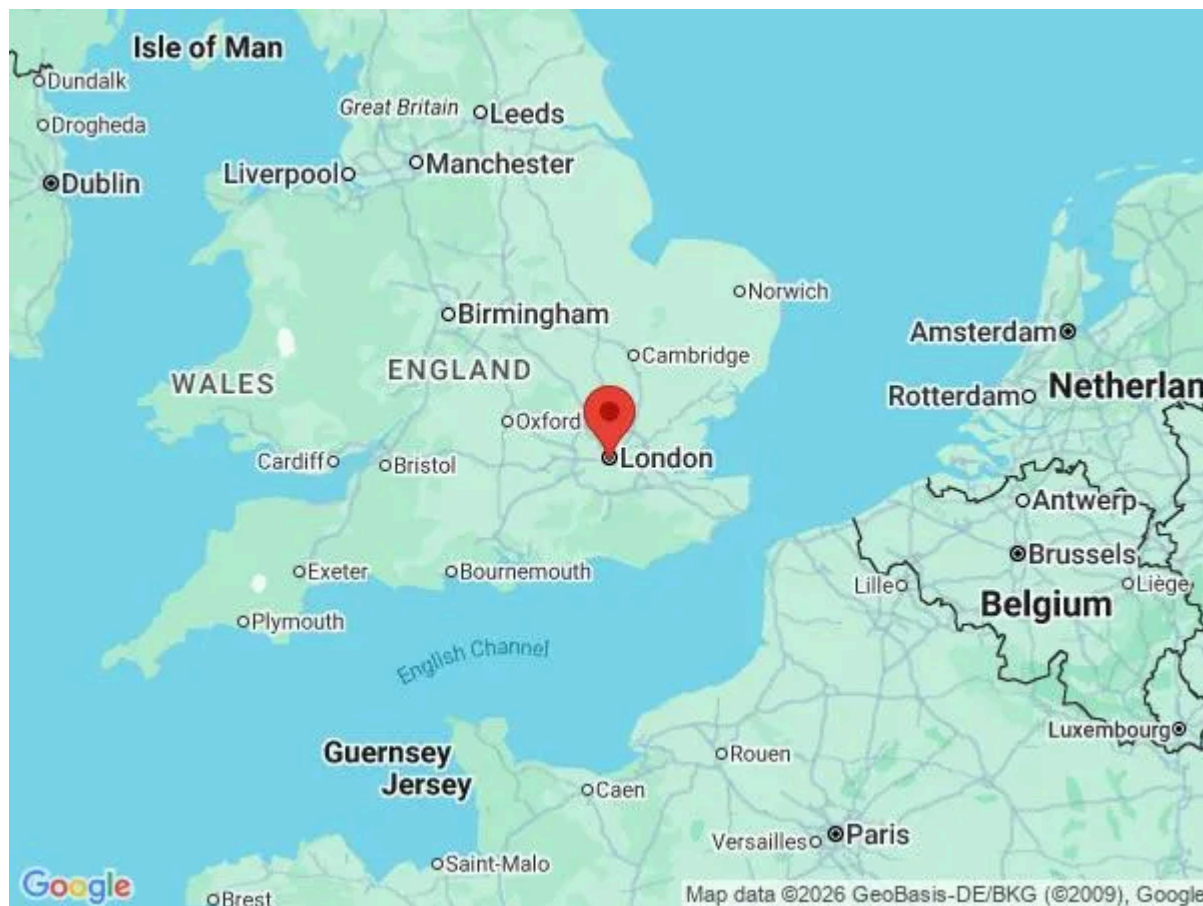 Isle of Man
Dundalk
Great Britain
Leeds
Drogheda
Manchester
Liverpool
Dublin
Norwich
Birmingham
Amsterdam
Cambridge
ENGLAND
WALES
Netherlan
Rotterdam
Oxford
London
Cardiff
Bristol
Antwerp
Brussels
Exeter
Bournemouth
Lille
Liège
Belgium
Plymouth
English Channel
Luxembourg
Guernsey
Rouen
Jersey
Caen
Paris
Versailles
Saint-Malo
Google
Brest
Map data ©2026 GeoBasis-DE/BKG (©2009), Google